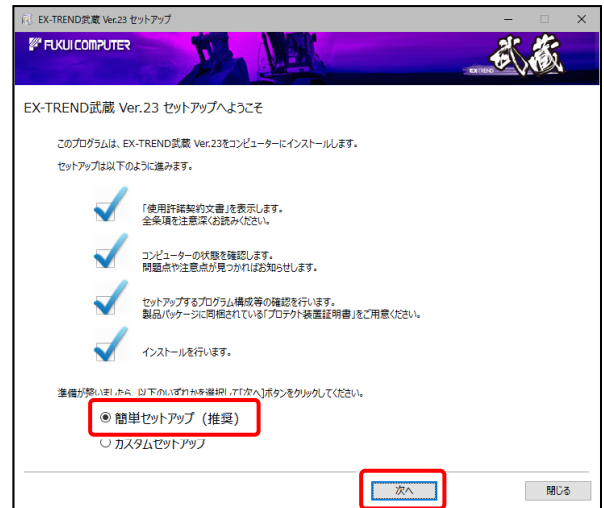 EX-TREND武蔵 Ver.23 セットアップ
FUKUI COMPUTER
武蔵
EX-TREND
EX-TREND武蔵 Ver.23 セットアップへようこそ
このプログラムは、EX-TREND武蔵 Ver.23をコンピューターにインストールします。
セットアップは以下のように進みます。
「使用許諾契約文書」を表示します。
全条項を注意深くお読みください。
コンピューターの状態を確認します。
問題点や注意点が見つかればお知らせします。
セットアップするプログラム構成等の確認を行います。
製品パッケージに同梱されている「プロテクト装置証明書」をご用意ください。
インストールを行います。
準備が整いましたら、以下のいずれかを選択して「次へ]ボタンをクリックしてください。
簡単セットアップ（推奨）
カスタムセットアップ
次へ
閉じる